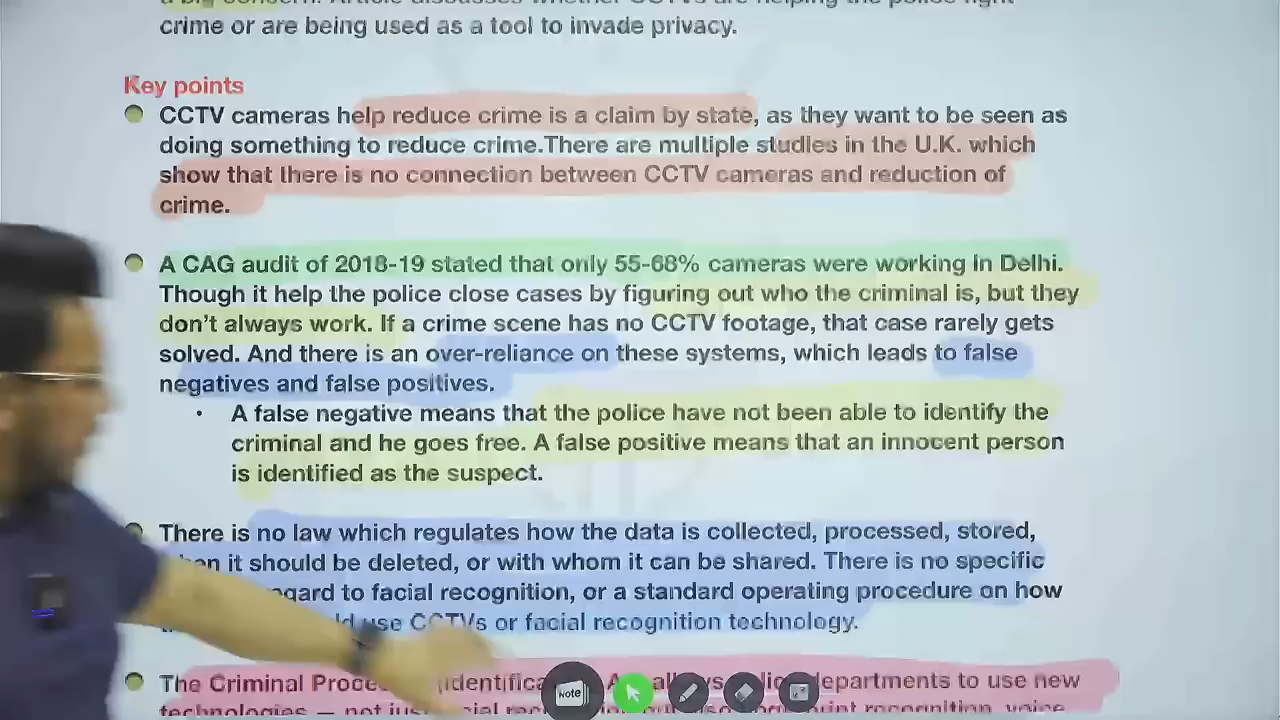 crime or are being used as a tool to invade privacy.
Key points
CCTV cameras help reduce crime is a claim by state, as they want to be seen as
doing something to reduce crime.There are multiple studies in the U.K. which
show that there is no connection between CCTV cameras and reduction of
crime.
A CAG audit of 2018-19 stated that only 55-68% cameras were working in Delhi.
Though it help the police close cases by figuring out who the criminal is, but they
don't always work. If a crime scene has no CCTV footage, that case rarely gets
solved. And there is an over-reliance on these systems, which leads to false
negatives and false positives.
A false negative means that the police have not been able to identify the
criminal and he goes free. A false positive means that an innocent person
is identified as the suspect.
There is no law which regulates how the data is collected, processed, stored,
it should be deleted, or with whom it can be shared. There is no specific
to facial recognition, or a standard operating procedure on how
use CCTVs or facial recognition technology.
The Criminal departments to use new
technologies
Note